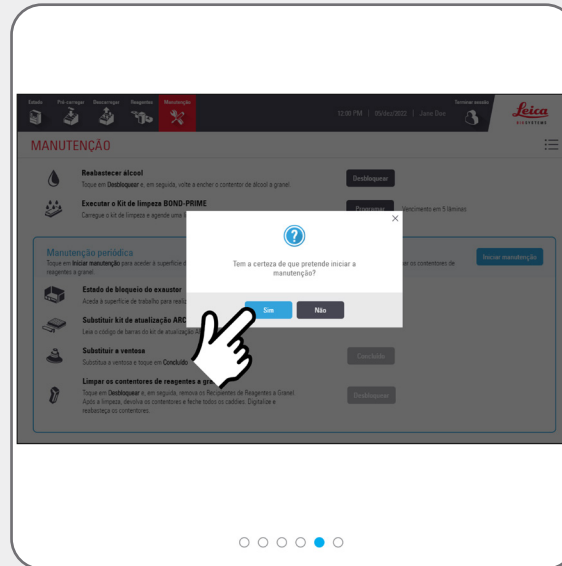 Estado Pré-carregar Descarregar Reagentes Manutenção
12:00 PM | 09/dez/2022 | Jane Doe
Terminar sessão
Leica
BIOSYSTEMS
MANUTENÇÃO
Reabastecer álcool
Toque em Desbloquear e, em seguida, volte a encher o contentor de álcool a granel.
Desbloquear
Executar o Kit de limpeza BOND-PRIME
Carregue o kit de limpeza e agende uma
Programar
Vencimento em 5 lâminas
Tem a certeza de que pretende iniciar a
manutenção?
Sim
Não
Manutenção periódica
Toque em Iniciar manutenção para aceder à superfície d
ar os contentores de
reagentes a granel.
Iniciar manutenção
Estado de bloqueio do exaustor
Aceda à superfície de trabalho para realiz
Substituir kit de atualização ARC
Leia o código de barras do kit de atualização A
Substituir a ventosa
Substitua a ventosa e toque em Concluído
Concluído
Limpar os contentores de reagentes a gra
Toque em Desbloquear e, em seguida, remova os Recipientes de Reagentes a Granel.
Após a limpeza, devolva os contentores e feche todos os cadões. Digitalize e
reabasteça os contentores.
Desbloquear